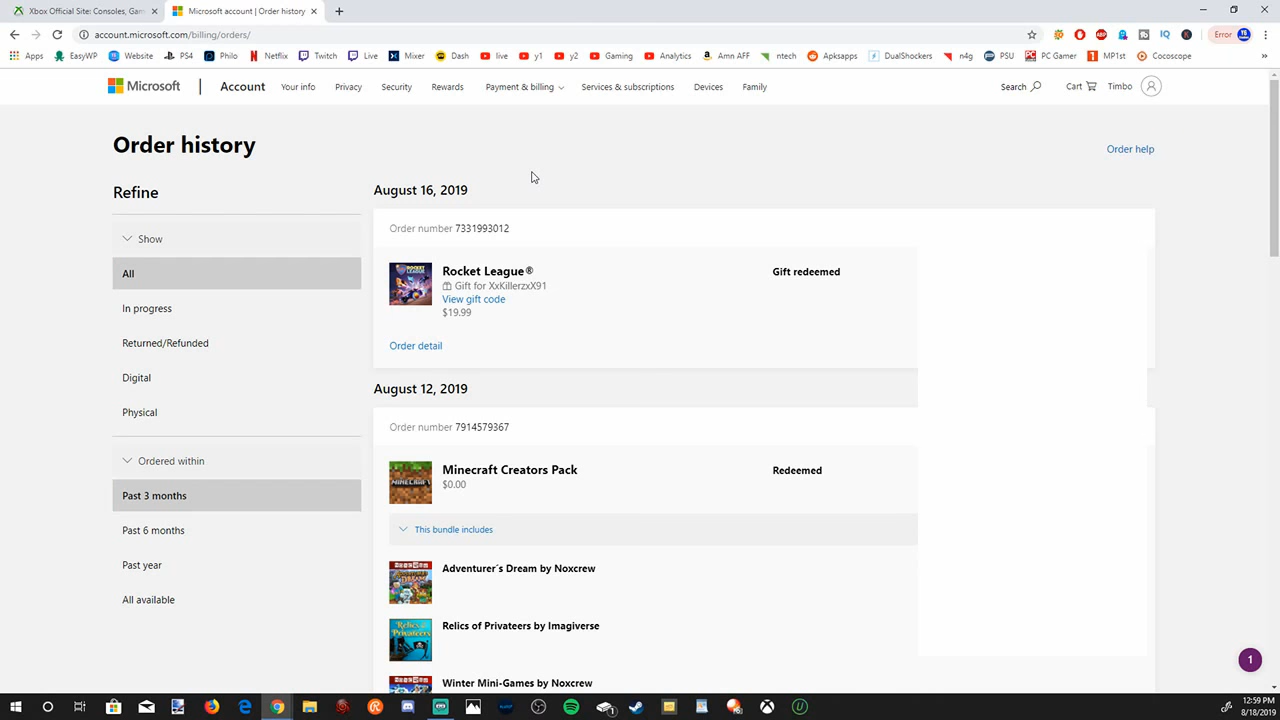 Xbox Official Site: Consoles, Gam
Microsoft account | Order history
account.microsoft.com/billing/orders/
Error
Apps EasyWP Website PS4 Philo Netflix Twitch Live Mixer Dash live y1 y2 Gaming Analytics Amn AFF ntech Apksapps DualShockers n4g PSU PC Gamer MP1st Cocoscope
Microsoft Account Your info Privacy Security Rewards Payment & billing Services & subscriptions Devices Family Search Cart Timbo
Order history
Order help
Refine
August 16, 2019
Order number 7331993012
Show
All
Rocket League®
Gift redeemed
Gift for XxKillerzxX91
View gift code
$19.99
In progress
Returned/Refunded
Order detail
Digital
August 12, 2019
Physical
Order number 7914579367
Ordered within
Minecraft Creators Pack
Redeemed
$0.00
Past 3 months
Past 6 months
This bundle includes
Past year
Adventurer´s Dream by Noxcrew
All available
Relics of Privateers by Imagiverse
Winter Mini-Games by Noxcrew
1
12:59 PM
8/18/2019